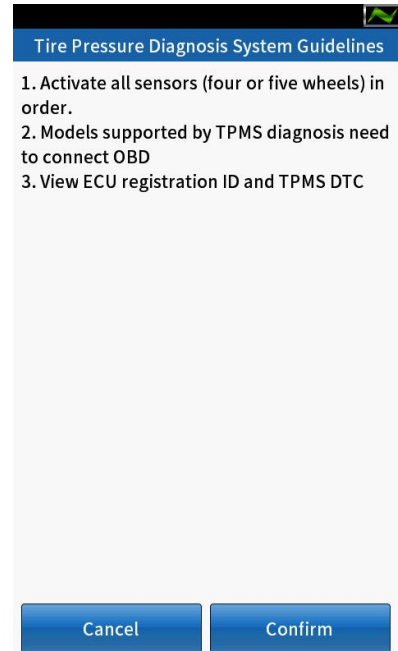 Tire Pressure Diagnosis System Guidelines
1. Activate all sensors (four or five wheels) in
order.
2. Models supported by TPMS diagnosis need
to connect OBD
3. View ECU registration ID and TPMS DTC
Cancel
Confirm